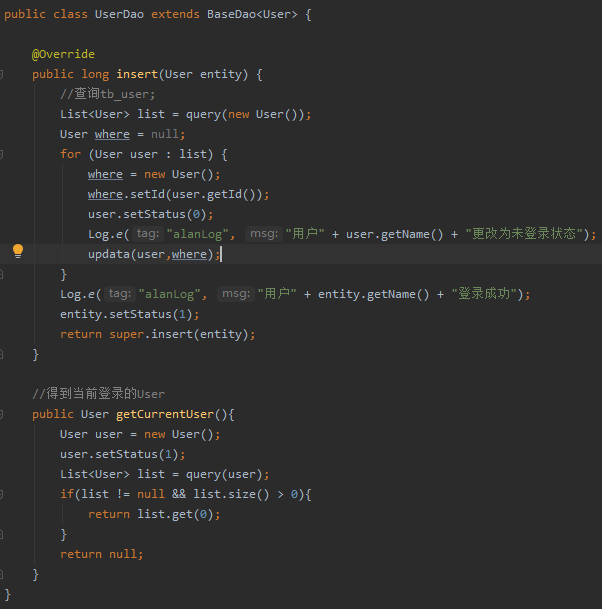 public class UserDao extends BaseDao<User> {
@Override
public long insert(User entity) {
//查询tb_user;
List<User> list = query(new User());
User where = null;
for (User user : list) {
where = new User();
where.setId(user.getId());
user.setStatus(0);
Log.e( tag: "alanLog", msg: "用户" + user.getName() + "更改为未登录状态");
updata(user,where);
}
Log.e( tag: "alanLog", msg: "用户" + entity.getName() + "登录成功");
entity.setStatus(1);
return super.insert(entity);
}
//得到当前登录的User
public User getCurrentUser(){
User user = new User();
user.setStatus(1);
List<User> list = query(user);
if(list != null && list.size() > 0){
return list.get(0);
}
return null;
}
}